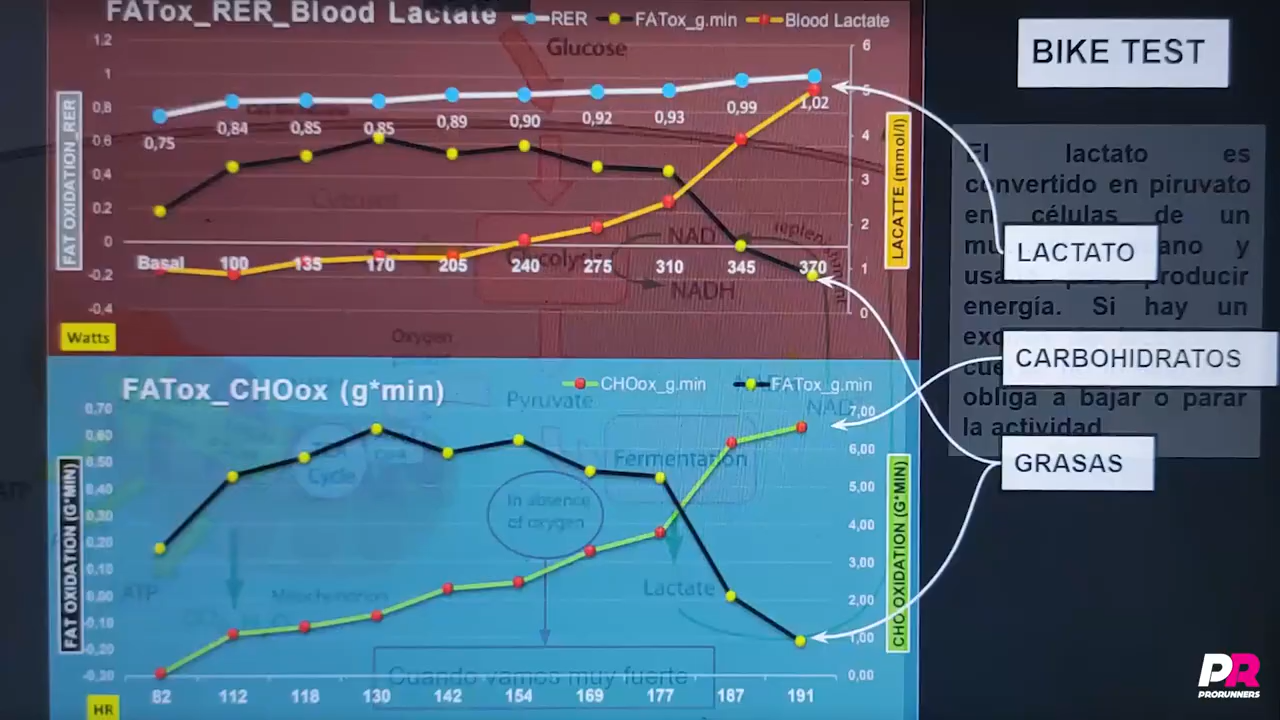 FATox_RER_Blood Lactate
RER
FATox_g.min
Blood Lactate
Glucose
1,2
1
0,8
0,6
0,4
0,2
0
-0,2
-0,4
FAT OXIDATION_RER
0,75
0,84
0,85
0,85
0,89
0,90
0,92
0,93
0,99
1,02
6
5
4
3
2
1
0
LACATTE (mmol/l)
NAD
NADH
Basal
100
135
170
205
240
275
310
345
370
Watts
Oxygen
FATox_CHOox (g*min)
CHOox_g.min
FATox_g.min
Pyruvate
Fermentation
Cycle
In absence
of oxygen
Lactate
ATP
Mitochondrion
Cuando vamos muy fuerte
0,70
0,60
0,50
0,40
0,30
0,20
0,10
0,00
-0,10
-0,20
-0,30
FAT OXIDATION (G*MIN)
7,00
6,00
5,00
4,00
3,00
2,00
1,00
0,00
CHO OXIDATION (G*MIN)
HR
82
112
118
130
142
154
169
177
187
191
BIKE TEST
El lactato es
convertido en piruvato
en células de un
energía. Si hay un
obliga a bajar o parar
la actividad.
LACTATO
CARBOHIDRATOS
GRASAS
PR
PRORUNNERS